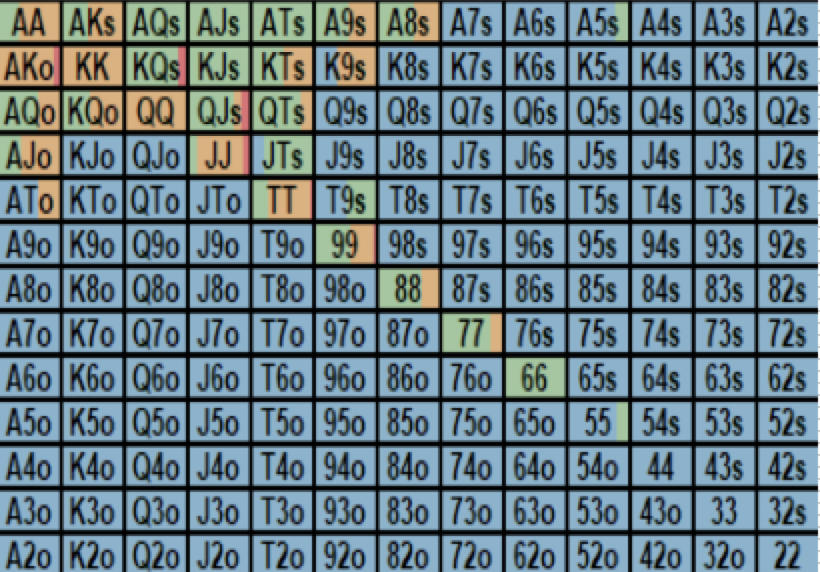 AA AKs AQs AJs ATs A9s A8s A7s A6s A5s A4s A3s A2s
AKo KK KQs KJs KTs K9s K8s K7s K6s K5s K4s K3s K2s
AQo KQo QQ QJs QTs Q9s Q8s Q7s Q6s Q5s Q4s Q3s Q2s
AJo KJo QJo JJ JTs J9s J8s J7s J6s J5s J4s J3s J2s
ATo KTo QTo JTo TT T9s T8s T7s T6s T5s T4s T3s T2s
A9o K9o Q9o J9o T9o 99 98s 97s 96s 95s 94s 93s 92s
A8o K8o Q8o J8o T8o 98o 88 87s 86s 85s 84s 83s 82s
A7o K7o Q7o J7o T7o 97o 87o 77 76s 75s 74s 73s 72s
A6o K6o Q6o J6o T6o 96o 86o 76o 66 65s 64s 63s 62s
A5o K5o Q5o J5o T5o 95o 85o 75o 65o 55 54s 53s 52s
A4o K4o Q4o J4o T4o 94o 84o 74o 64o 54o 44 43s 42s
A3o K3o Q3o J3o T3o 93o 83o 73o 63o 53o 43o 33 32s
A2o K2o Q2o J2o T2o 92o 82o 72o 62o 52o 42o 32o 22